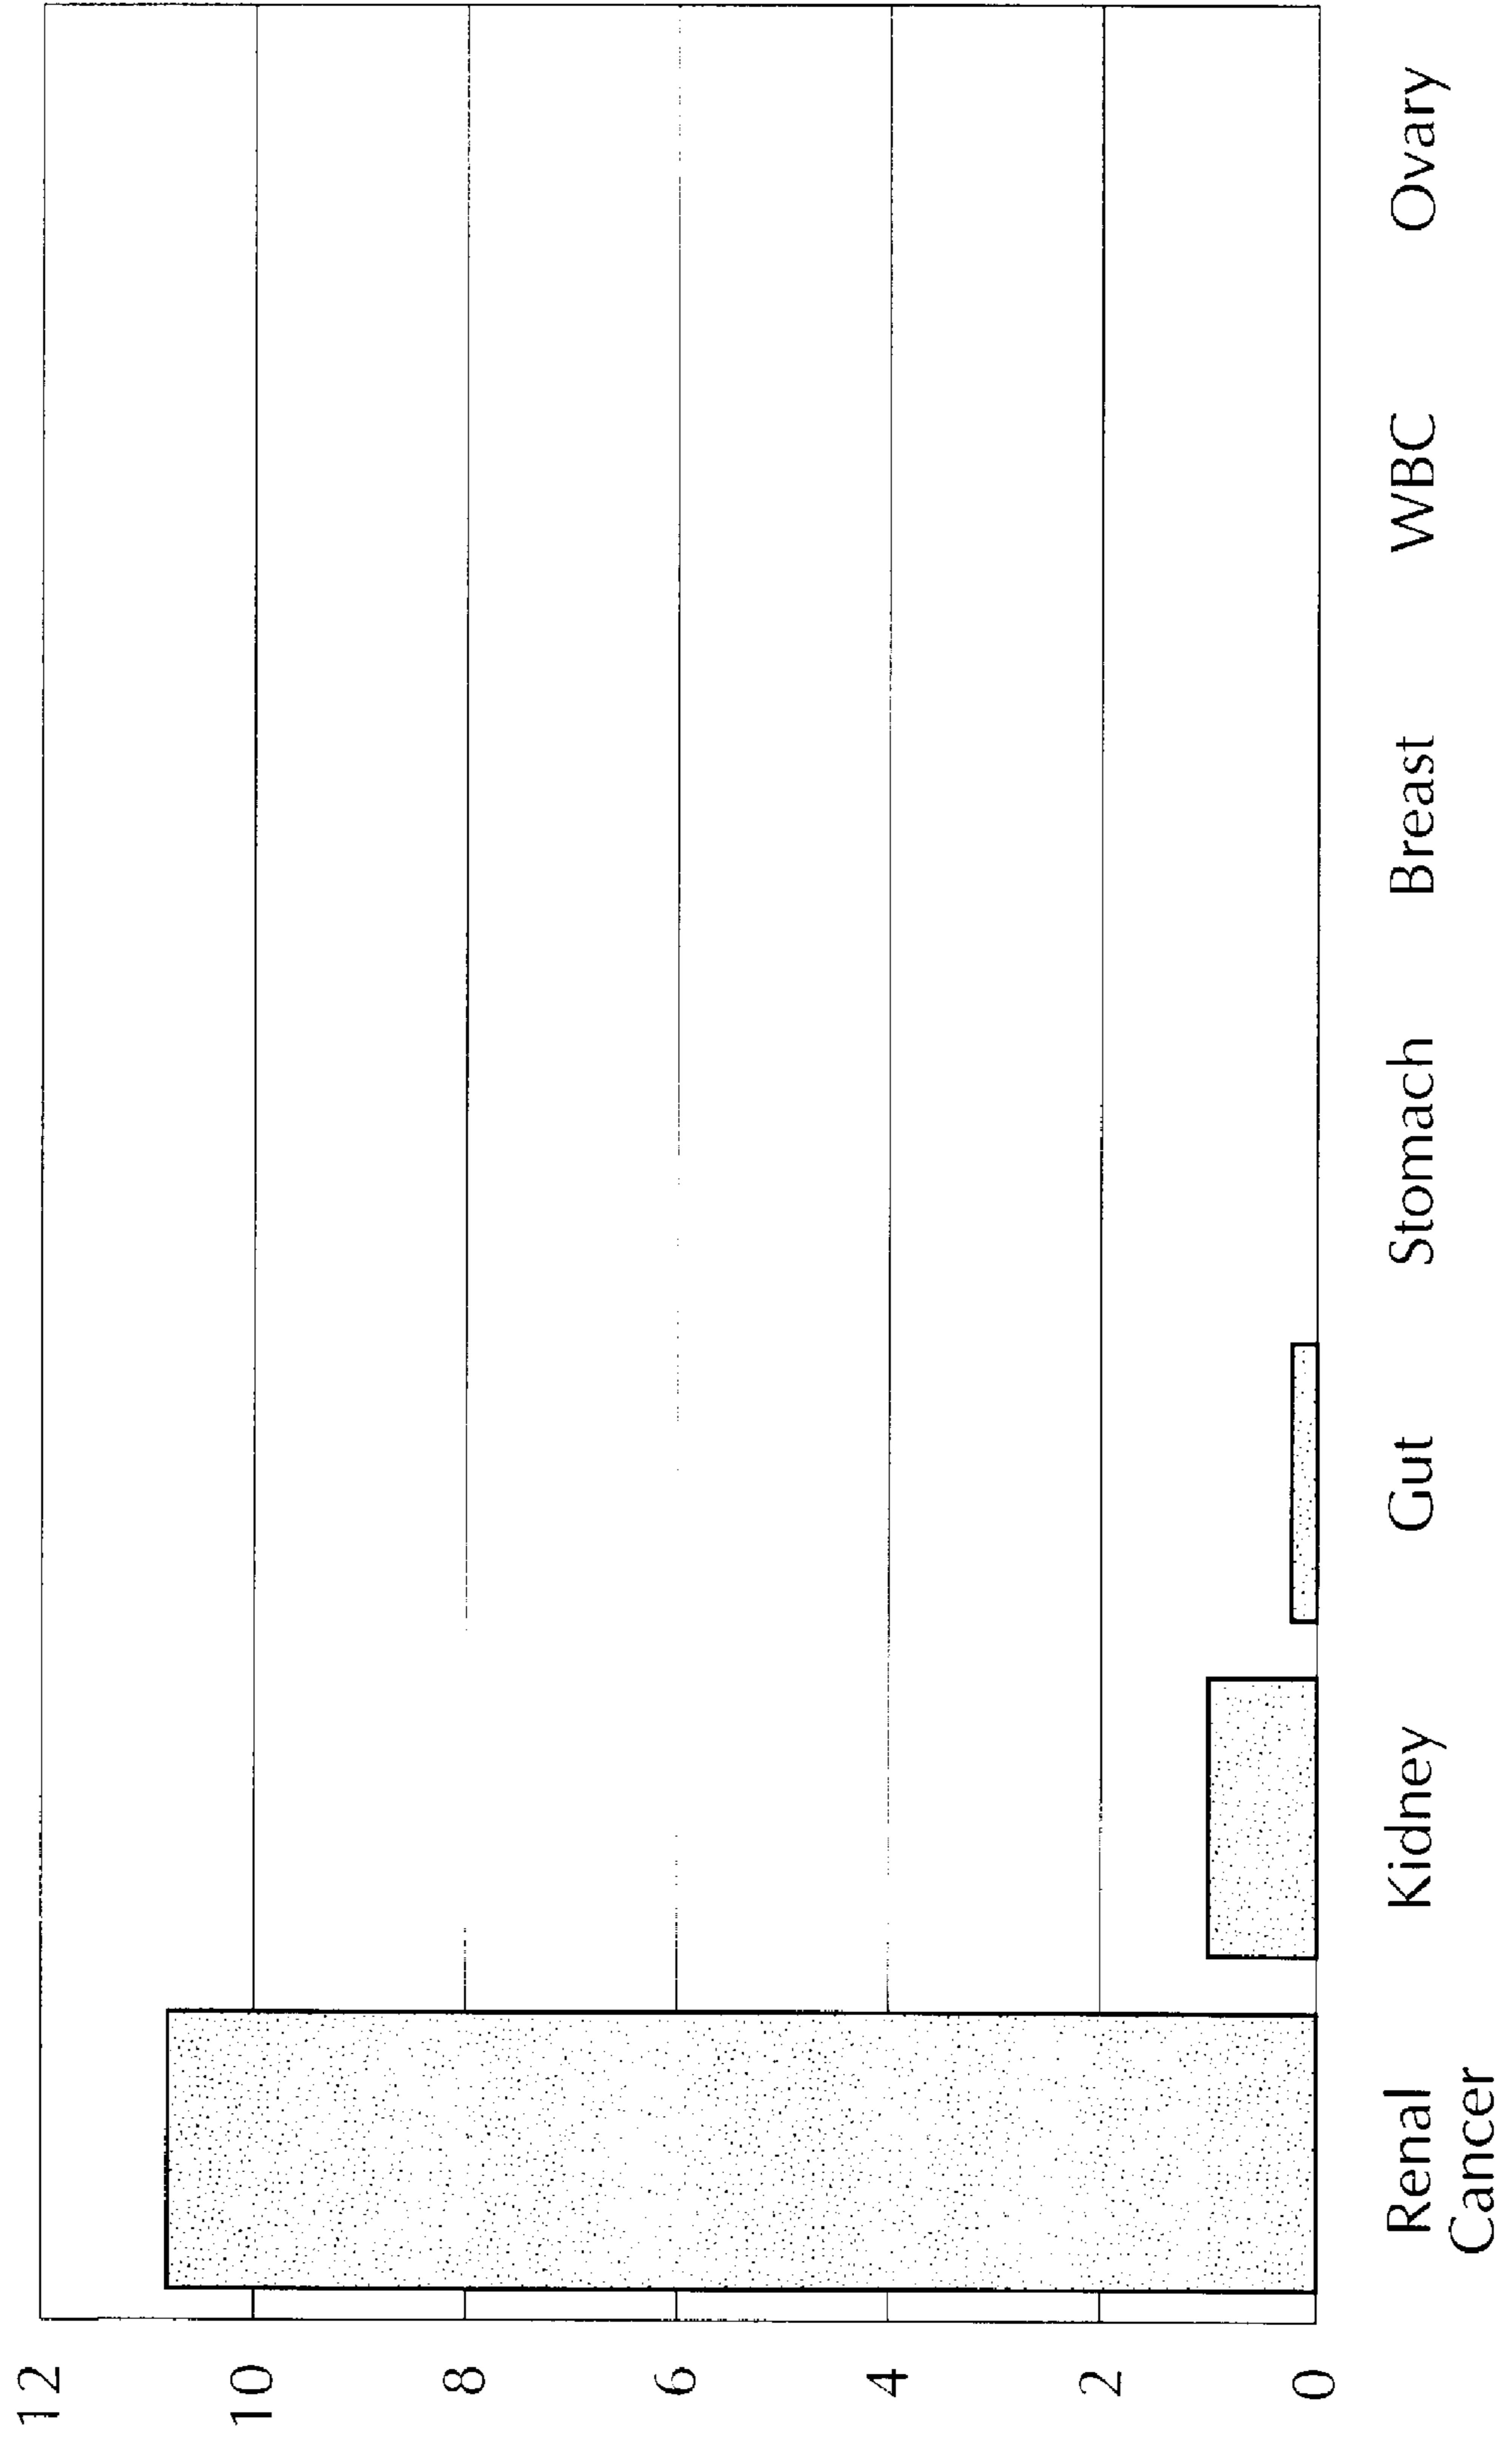 12
10
8
6
4
2
0
Renal
Cancer
Kidney
Gut
Stomach
Breast
WBC
Ovary